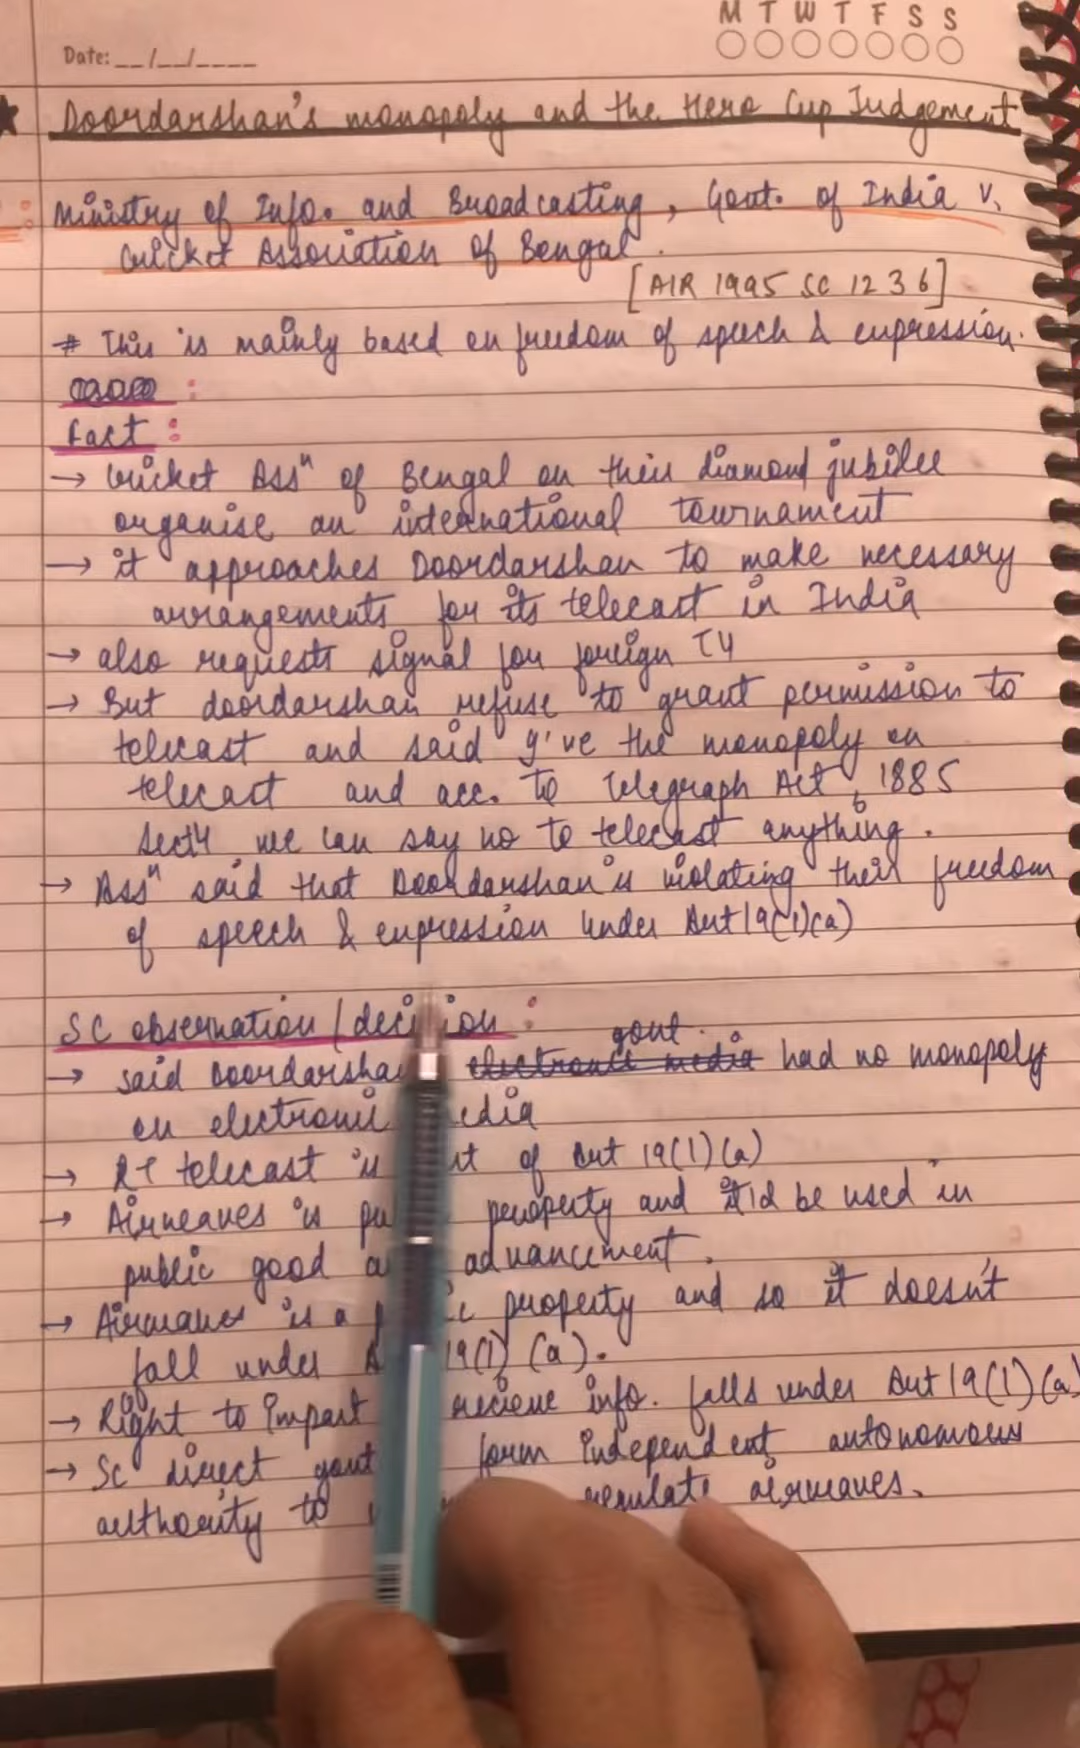 M T W T F S S
Date: __/__/____
Doordarshan's monopoly and the Hero Cup Judgement
Ministry of Info. and Broadcasting, Govt. of India v.
Cricket Association of Bengal.
[AIR 1995 SC 1236]
# This is mainly based on freedom of speech & expression.
Fact :
→ Cricket Assⁿ of Bengal on their diamond jubilee
organise an international tournament
→ it approaches Doordarshan to make necessary
arrangements for its telecast in India
→ also requests signal for foreign TV
→ But doordarshan refuse to grant permission to
telecast and said I've the monopoly on
telecast and acc. to Telegraph Act, 1885
Sect4 we can say no to telecast anything.
→ Assⁿ said that Doordarshan is violating their freedom
of speech & expression under Art 19(1)(a)
SC observation / decision :
govt.
→ said Doordarshan electronic media had no monopoly
on electronic media
→ Rt telecast is of Art 19(1)(a)
→ Airwaves is property and it'd be used in
public good advancement.
→ Airwaves is a property and so it doesn't
fall under 19(1)(a).
→ Right to impart recieve info. falls under Art 19(1)(a)
→ SC direct govt form independent autonomous
authority to regulate airwaves.